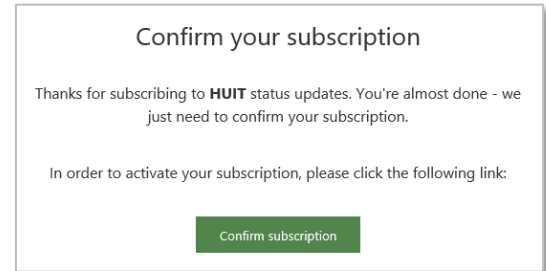 Confirm your subscription
Thanks for subscribing to HUIT status updates. You're almost done - we
just need to confirm your subscription.
In order to activate your subscription, please click the following link:
Confirm subscription